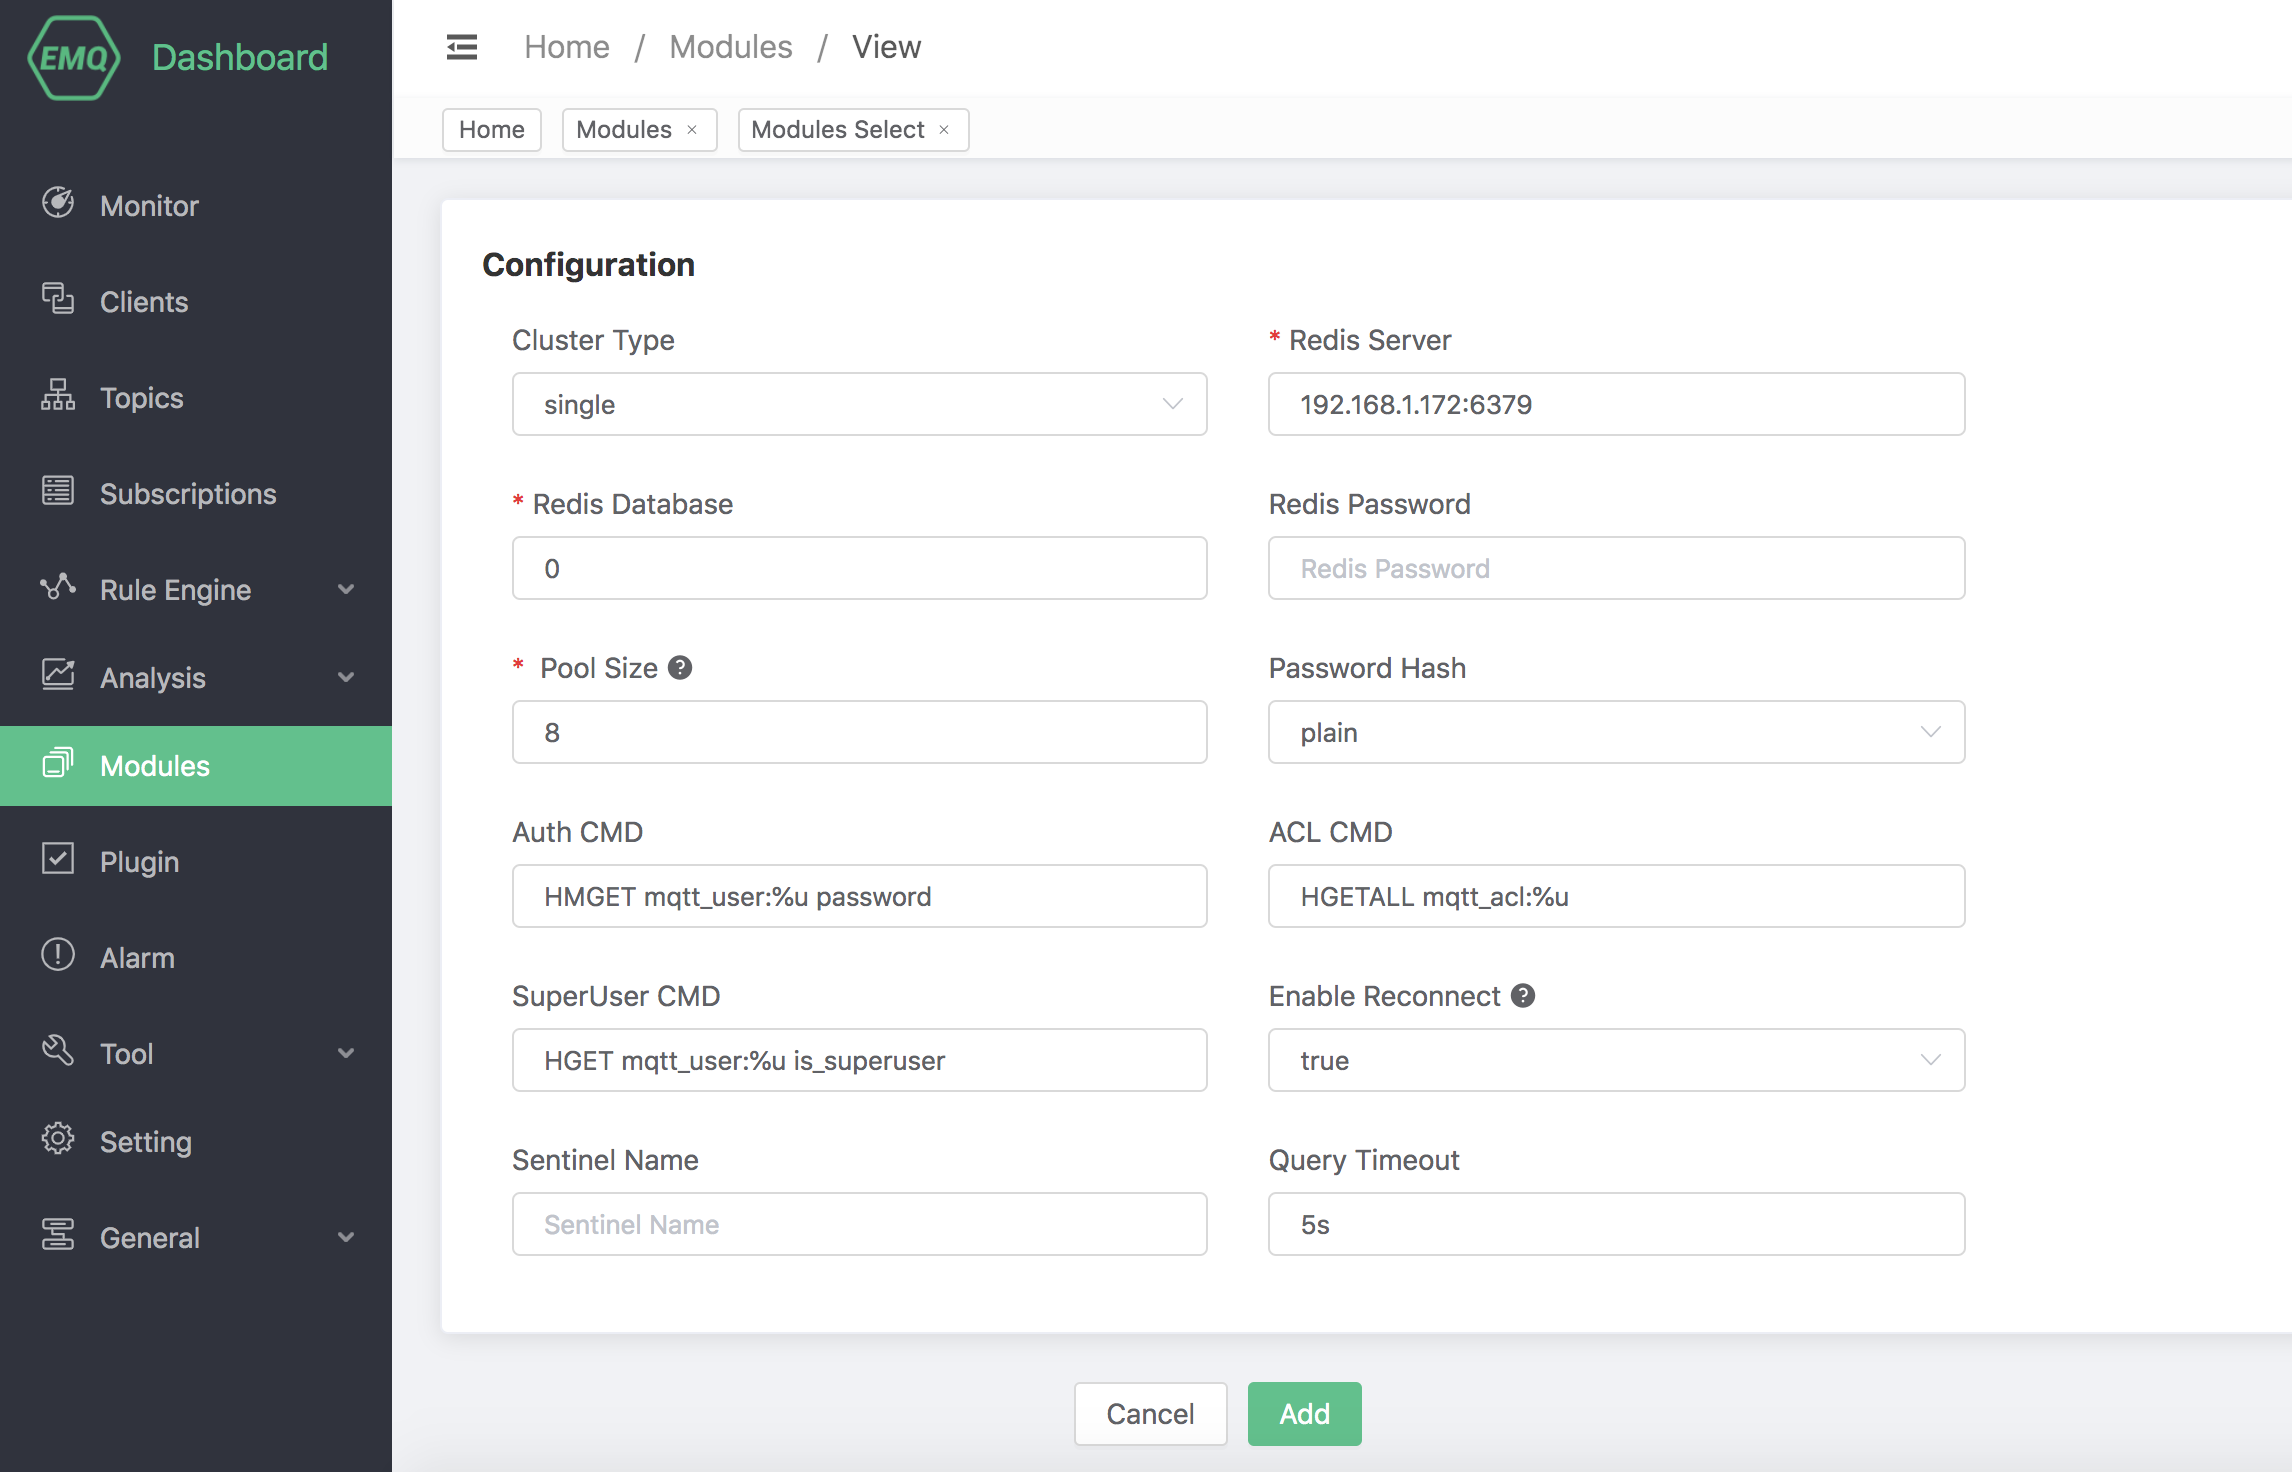 EMQ Dashboard
Monitor
Clients
Topics
Subscriptions
Rule Engine
Analysis
Modules
Plugin
Alarm
Tool
Setting
General
Home / Modules / View
Home Modules × Modules Select ×
Configuration
Cluster Type
single
* Redis Server
192.168.1.172:6379
* Redis Database
0
Redis Password
Redis Password
* Pool Size ?
8
Password Hash
plain
Auth CMD
HMGET mqtt_user:%u password
ACL CMD
HGETALL mqtt_acl:%u
SuperUser CMD
HGET mqtt_user:%u is_superuser
Enable Reconnect ?
true
Sentinel Name
Sentinel Name
Query Timeout
5s
Cancel Add